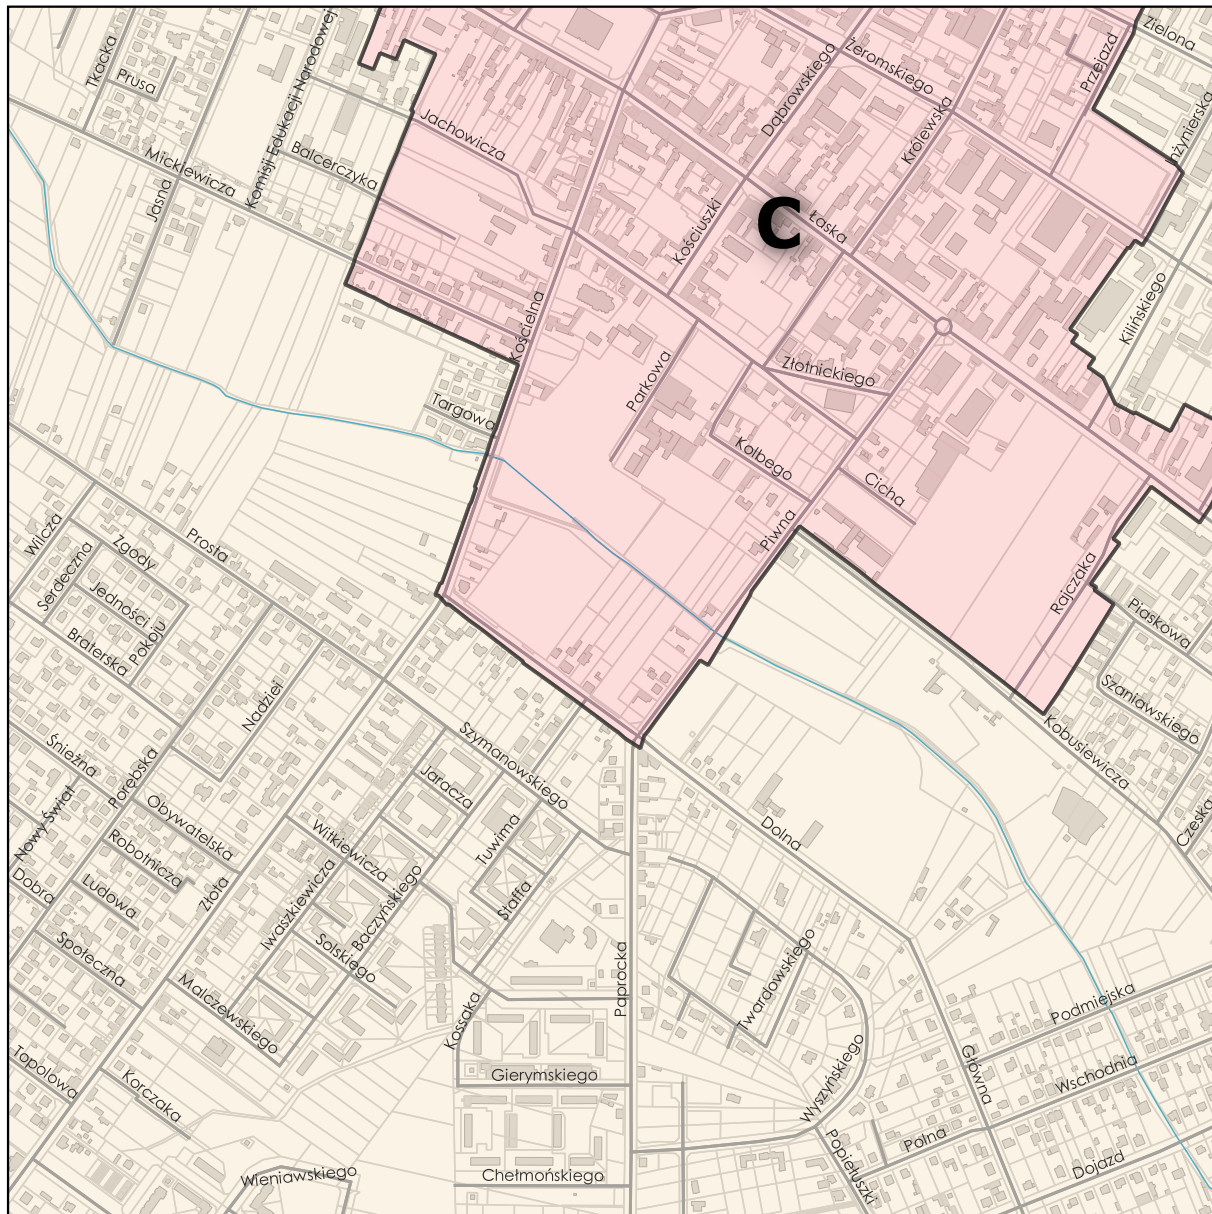 Zielona
Tkacka
Prusa
Komisji Edukacji Narodowej
Dąbrowskiego
Żeromskiego
Przejazd
Inżynierska
Jachowicza
Królewska
Balcerczyka
Mickiewicza
Jasna
Kościuszki
C
Łaska
Kościelna
Kilińskiego
Parkowa
Złotnickiego
Targowa
Kolbego
Cicha
Piwna
Wilcza
Serdeczna
Zgody
Prosta
Jedności
Pokoju
Braterska
Rajczaka
Piaskowa
Szaniawskiego
Nadziei
Kobusiewicza
Śnieżna
Porębska
Szymanowskiego
Jaracza
Nowy Świat
Obywatelska
Robotnicza
Witkiewicza
Tuwima
Dolna
Czeska
Dobra
Ludowa
Złota
Iwaszkiewicza
Baczyńskiego
Staffa
Solskiego
Społeczna
Malczewskiego
Paprocka
Twardowskiego
Kossaka
Podmiejska
Topolowa
Korczaka
Gierymskiego
Wyszyńskiego
Główna
Wschodnia
Polna
Popiełuszki
Dojazd
Wieniawskiego
Chełmońskiego